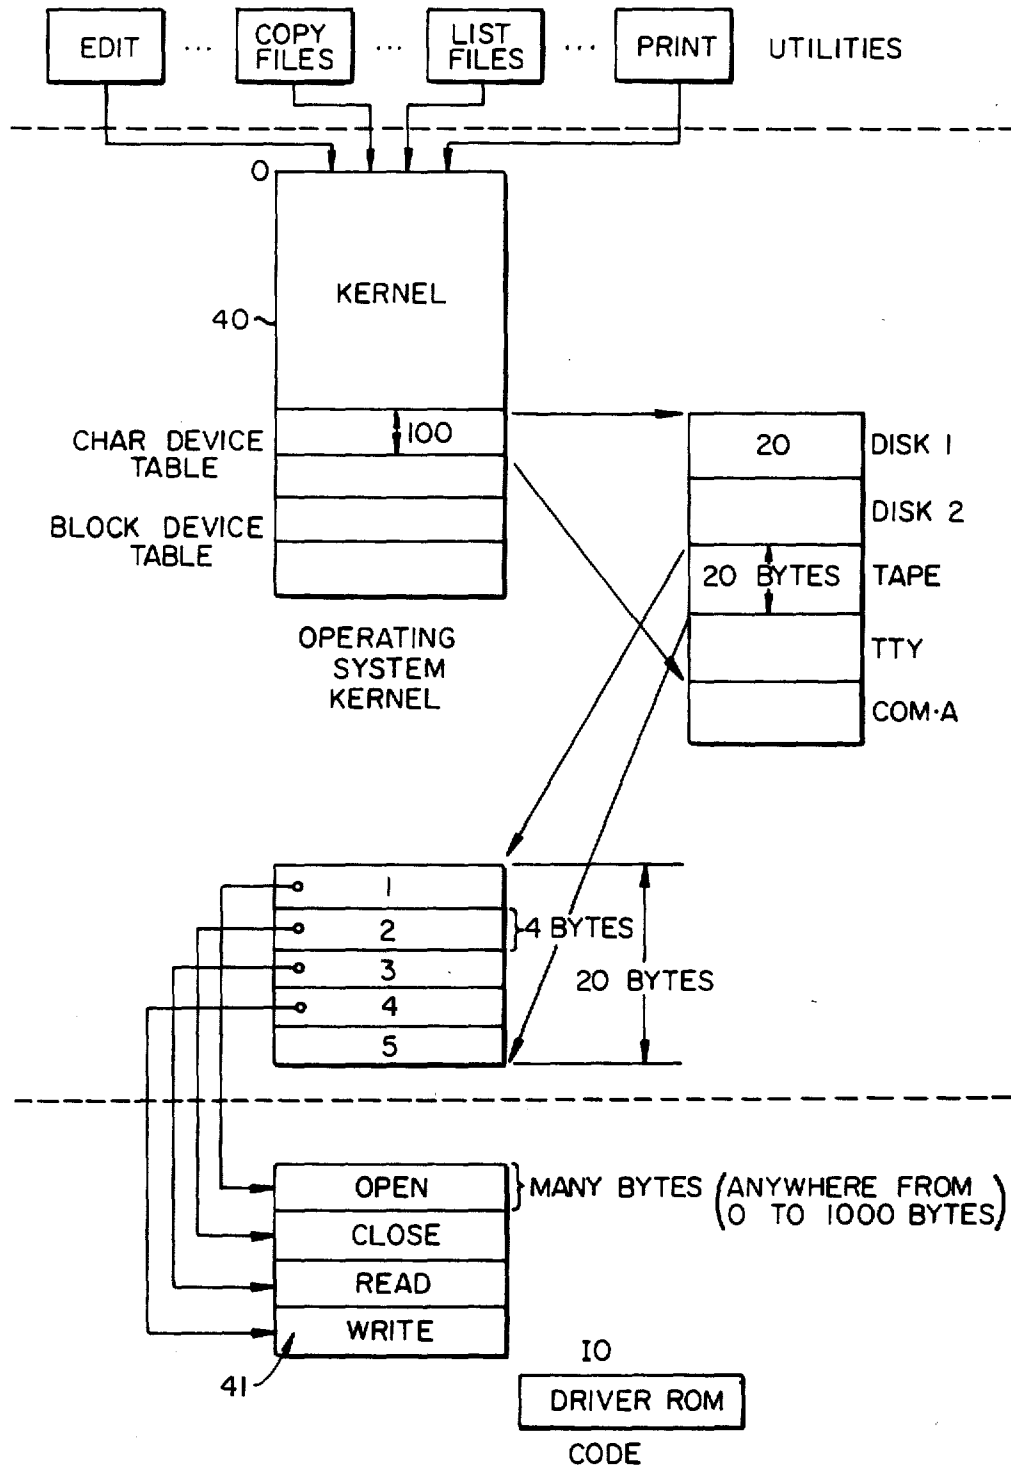 EDIT ... COPY FILES ... LIST FILES ... PRINT UTILITIES
0
KERNEL
40
CHAR DEVICE
TABLE
100
BLOCK DEVICE
TABLE
OPERATING
SYSTEM
KERNEL
20 DISK 1
DISK 2
20 BYTES TAPE
TTY
COM·A
1
2
3
4
5
4 BYTES
20 BYTES
OPEN
CLOSE
READ
WRITE
MANY BYTES (ANYWHERE FROM
0 TO 1000 BYTES)
41
IO
DRIVER ROM
CODE